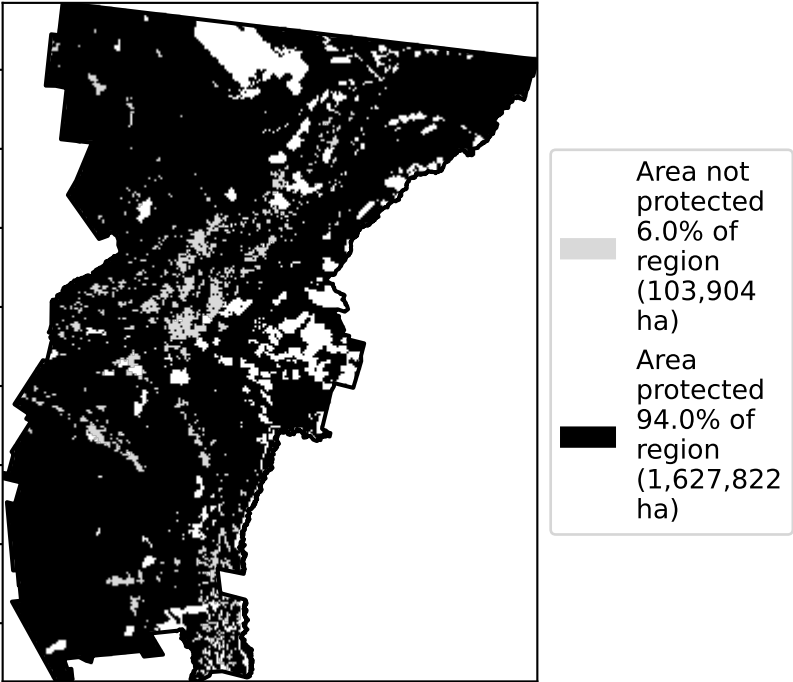 Area not
protected
6.0% of
region
(103,904
ha)
Area
protected
94.0% of
region
(1,627,822
ha)